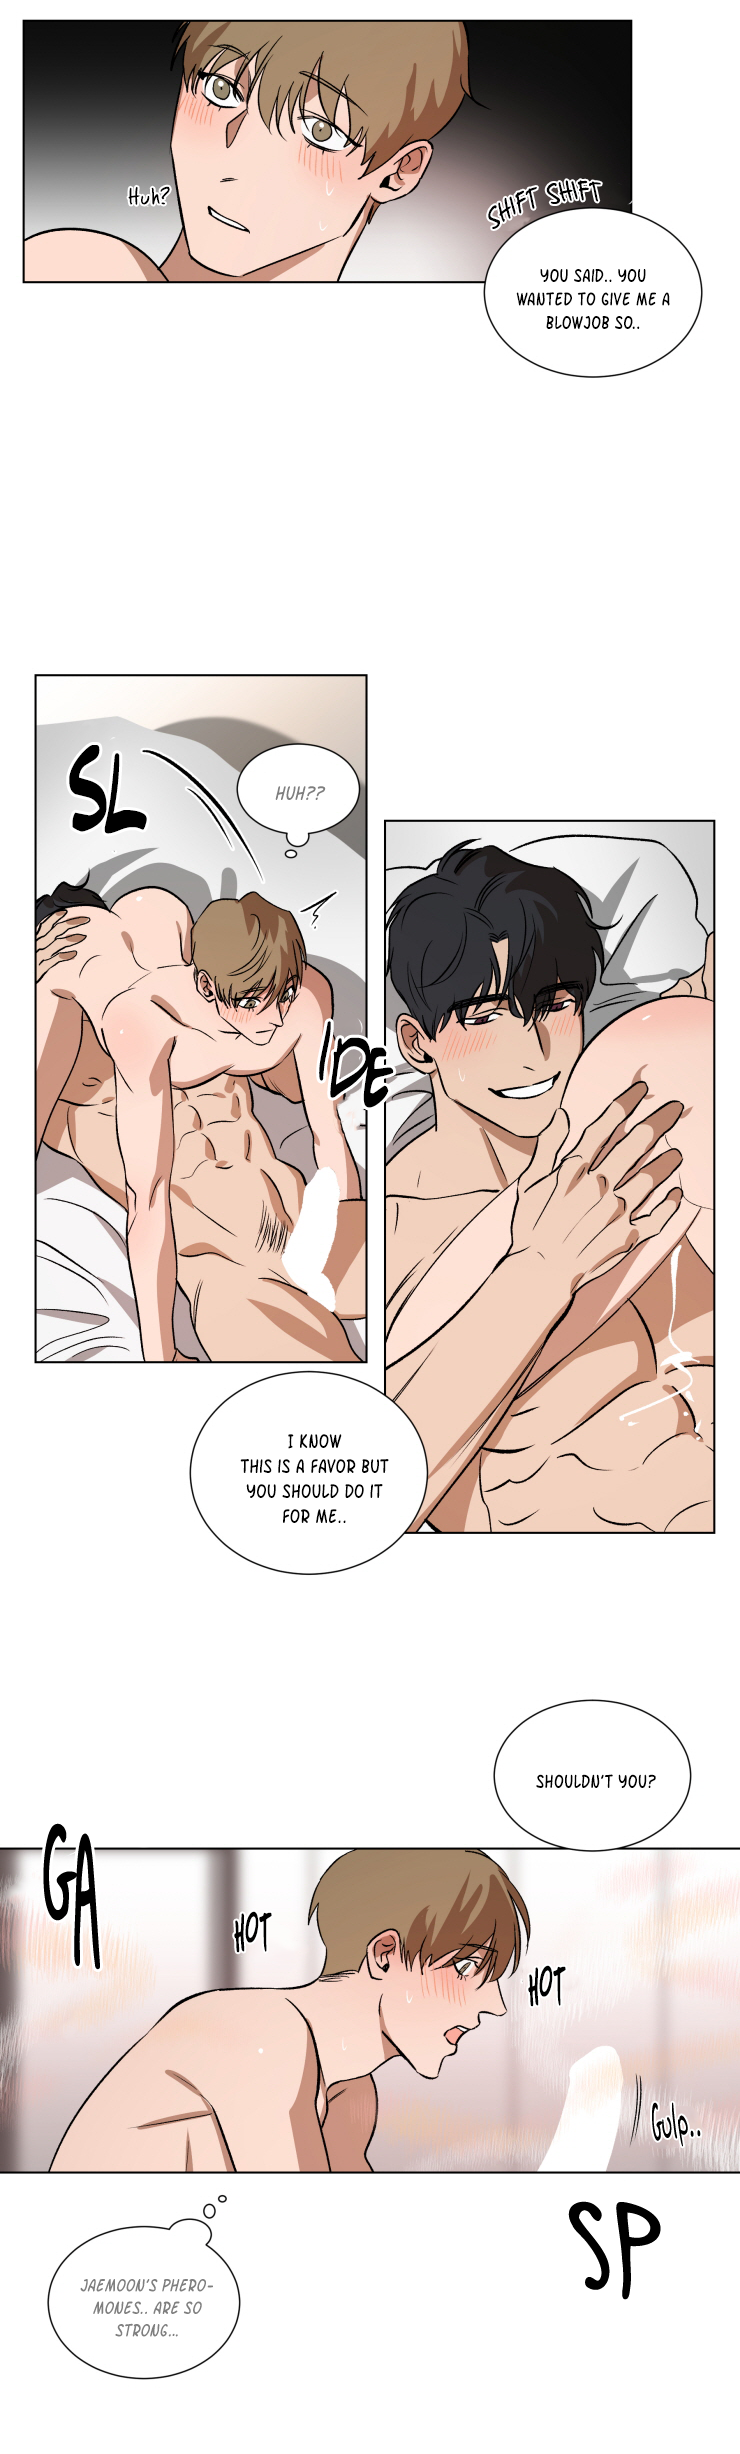 Huh?
SHIFT SHIFT
YOU SAID.. YOU
WANTED TO GIVE ME A
BLOWJOB SO..
SL
HUH??
IDE
I KNOW
THIS IS A FAVOR BUT
YOU SHOULD DO IT
FOR ME..
SHOULDN'T YOU?
GA
HOT
HOT
Gulp..
SP
JAEMOON'S PHERO-
MONES.. ARE SO
STRONG...